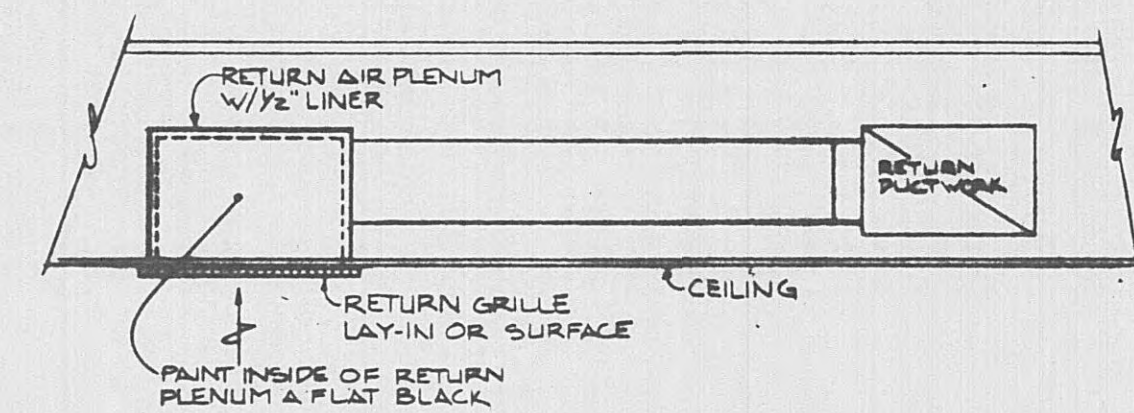 RETURN AIR PLENUM
W/½" LINER
RETURN
DUCTWORK
CEILING
RETURN GRILLE
LAY-IN OR SURFACE
PAINT INSIDE OF RETURN
PLENUM A FLAT BLACK